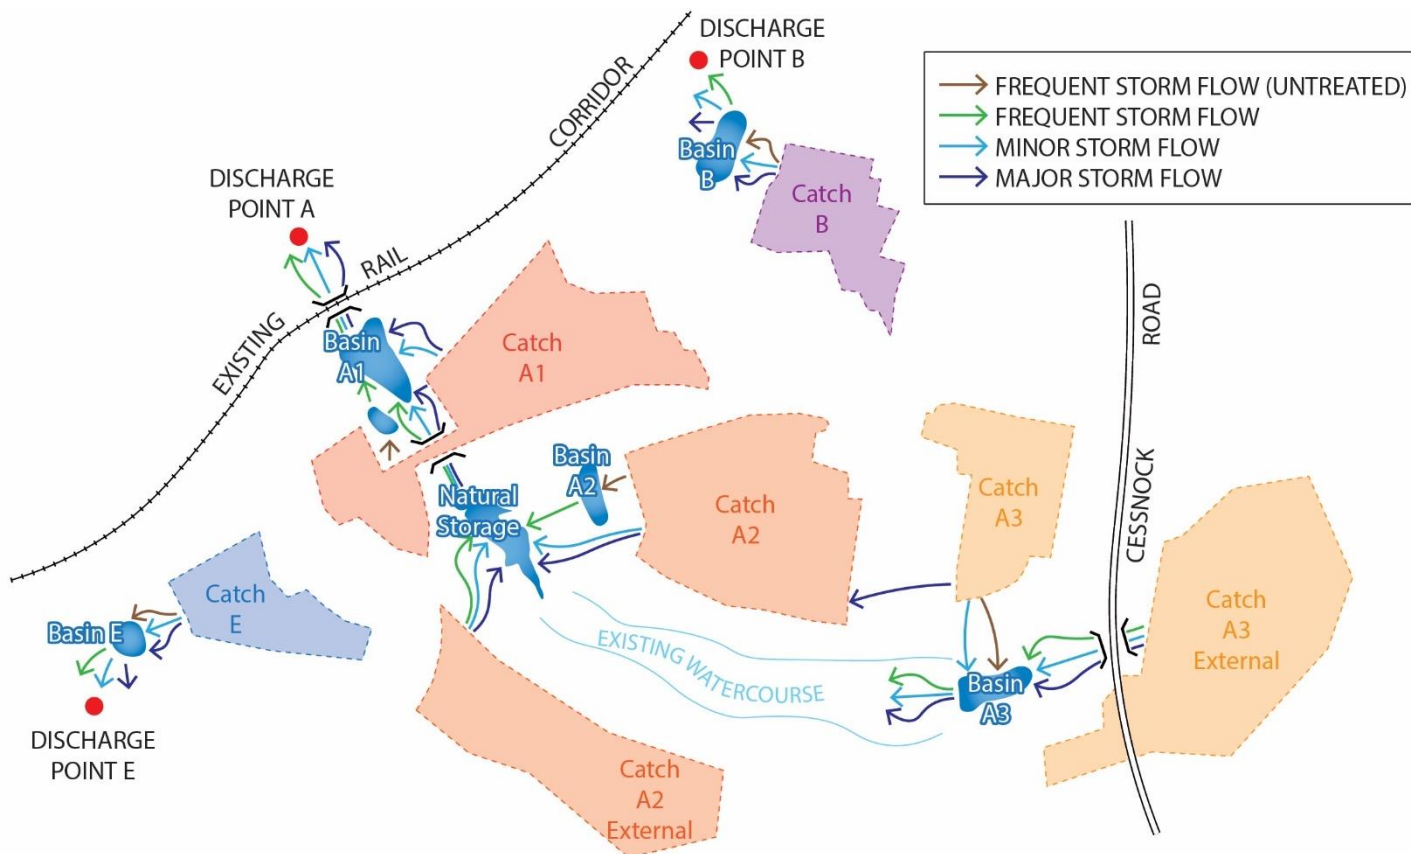 DISCHARGE
POINT B
FREQUENT STORM FLOW (UNTREATED)
FREQUENT STORM FLOW
MINOR STORM FLOW
MAJOR STORM FLOW
CORRIDOR
RAIL
EXISTING
Basin
B
Catch
B
DISCHARGE
POINT A
Basin
A1
Catch
A1
ROAD
CESSNOCK
Basin
A2
Natural
Storage
Catch
A2
Catch
A3
Catch
A3
External
Catch
E
Basin E
EXISTING WATERCOURSE
Basin
A3
DISCHARGE
POINT E
Catch
A2
External